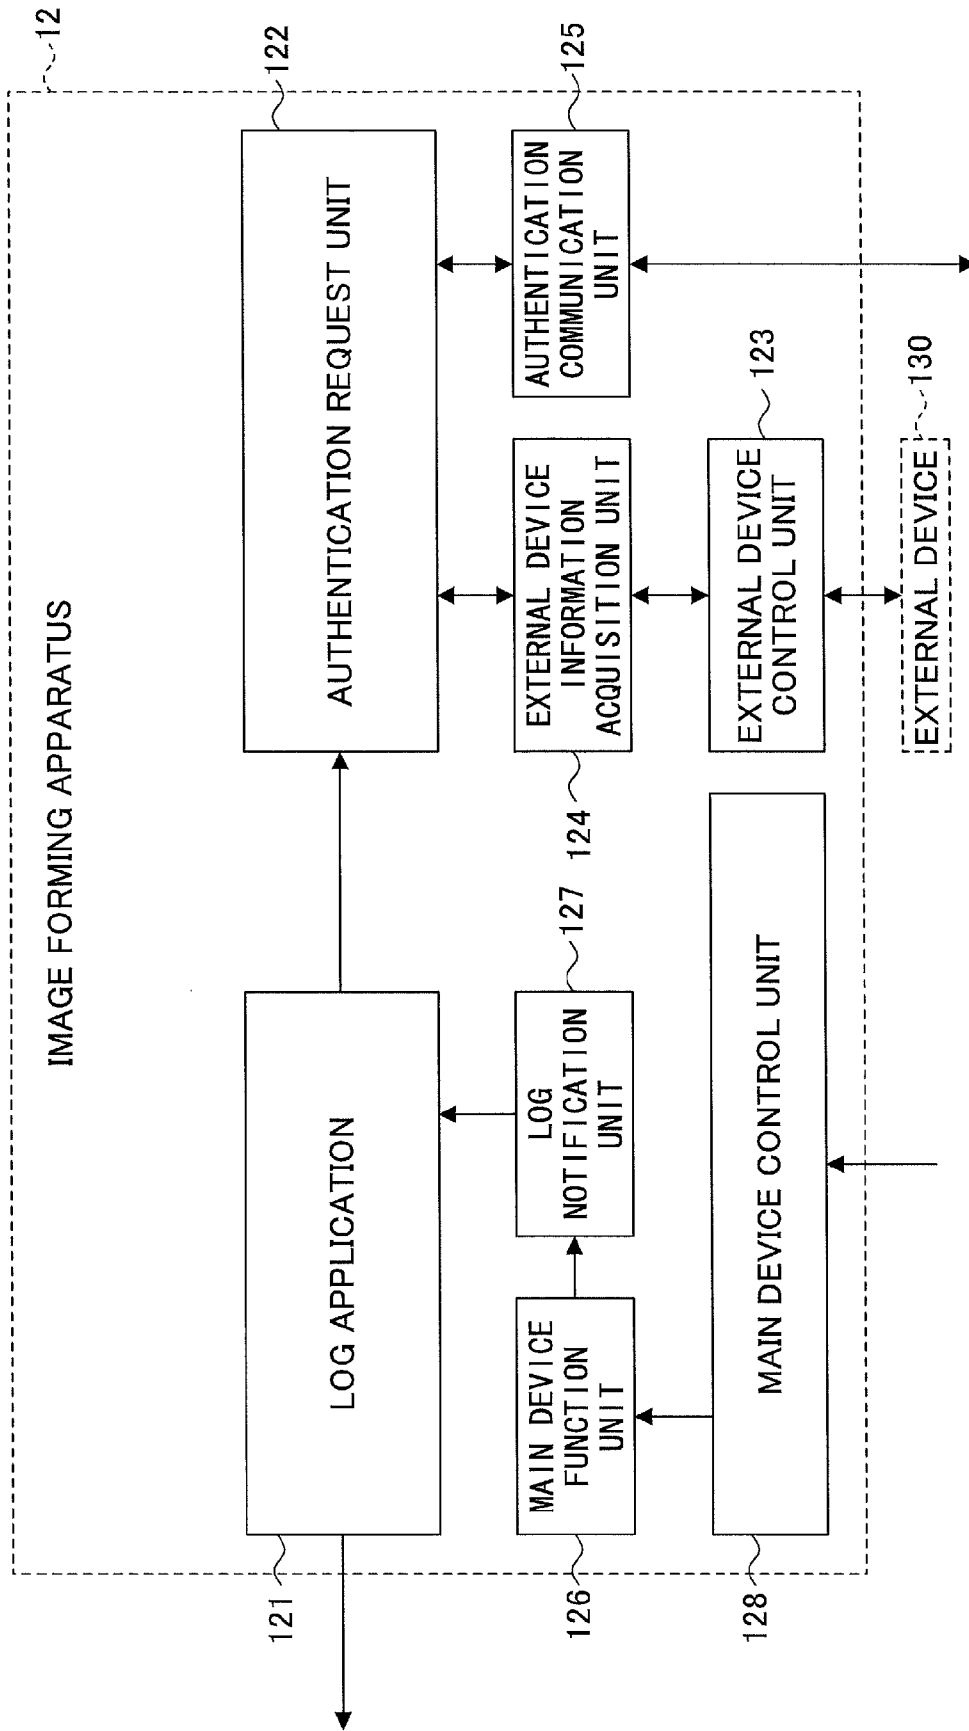 12
IMAGE FORMING APPARATUS
121
LOG APPLICATION
AUTHENTICATION REQUEST UNIT
122
126
MAIN DEVICE
FUNCTION
UNIT
LOG
NOTIFICATION
UNIT
127
124
EXTERNAL DEVICE
INFORMATION
ACQUISITION UNIT
AUTHENTICATION
COMMUNICATION
UNIT
125
128
MAIN DEVICE CONTROL UNIT
EXTERNAL DEVICE
CONTROL UNIT
123
EXTERNAL DEVICE
130